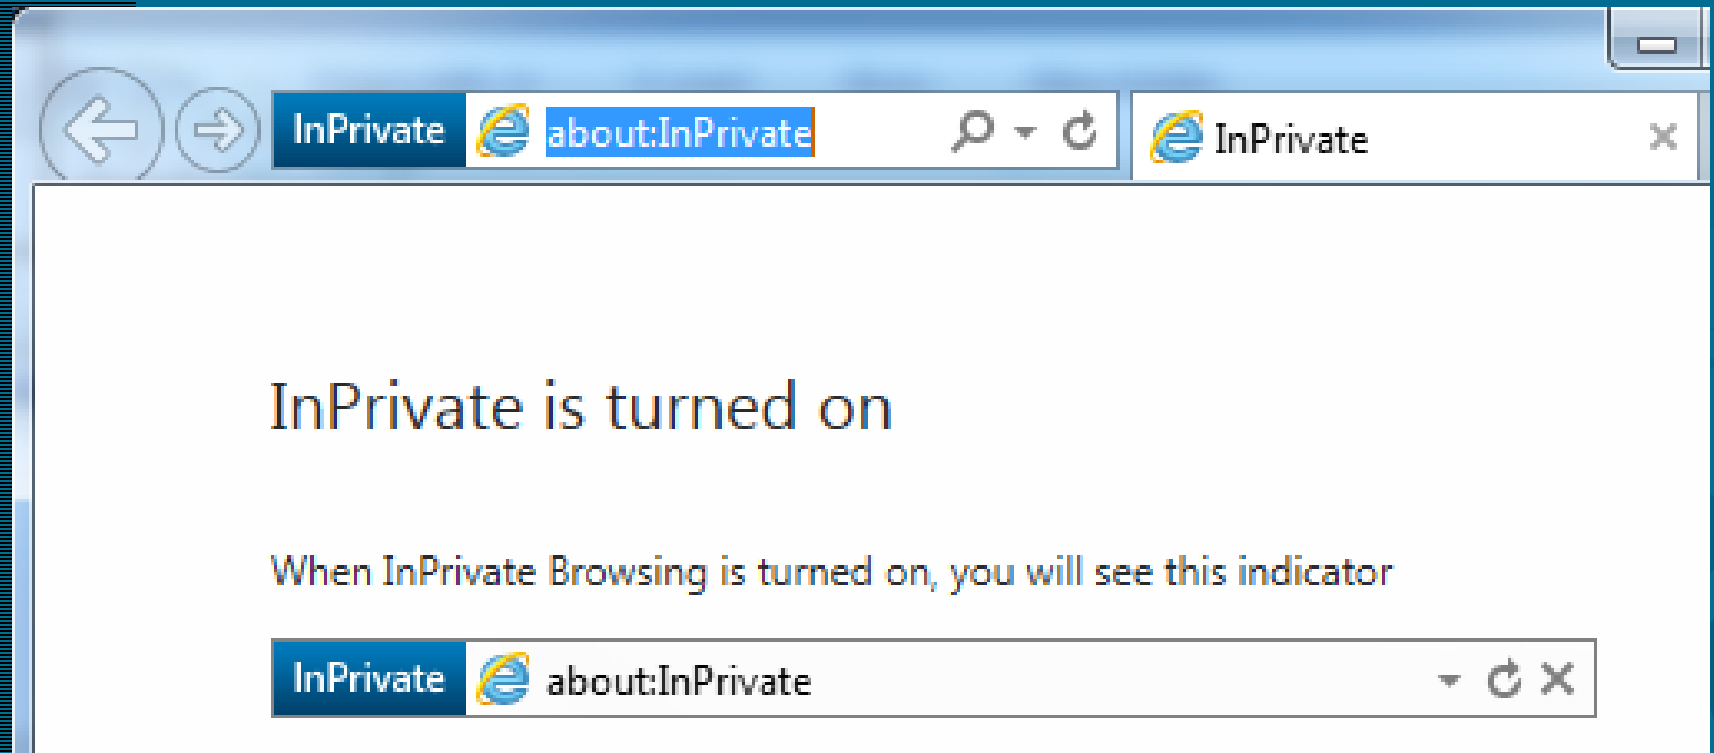 InPrivate about:InPrivate InPrivate
InPrivate is turned on
When InPrivate Browsing is turned on, you will see this indicator
InPrivate about:InPrivate